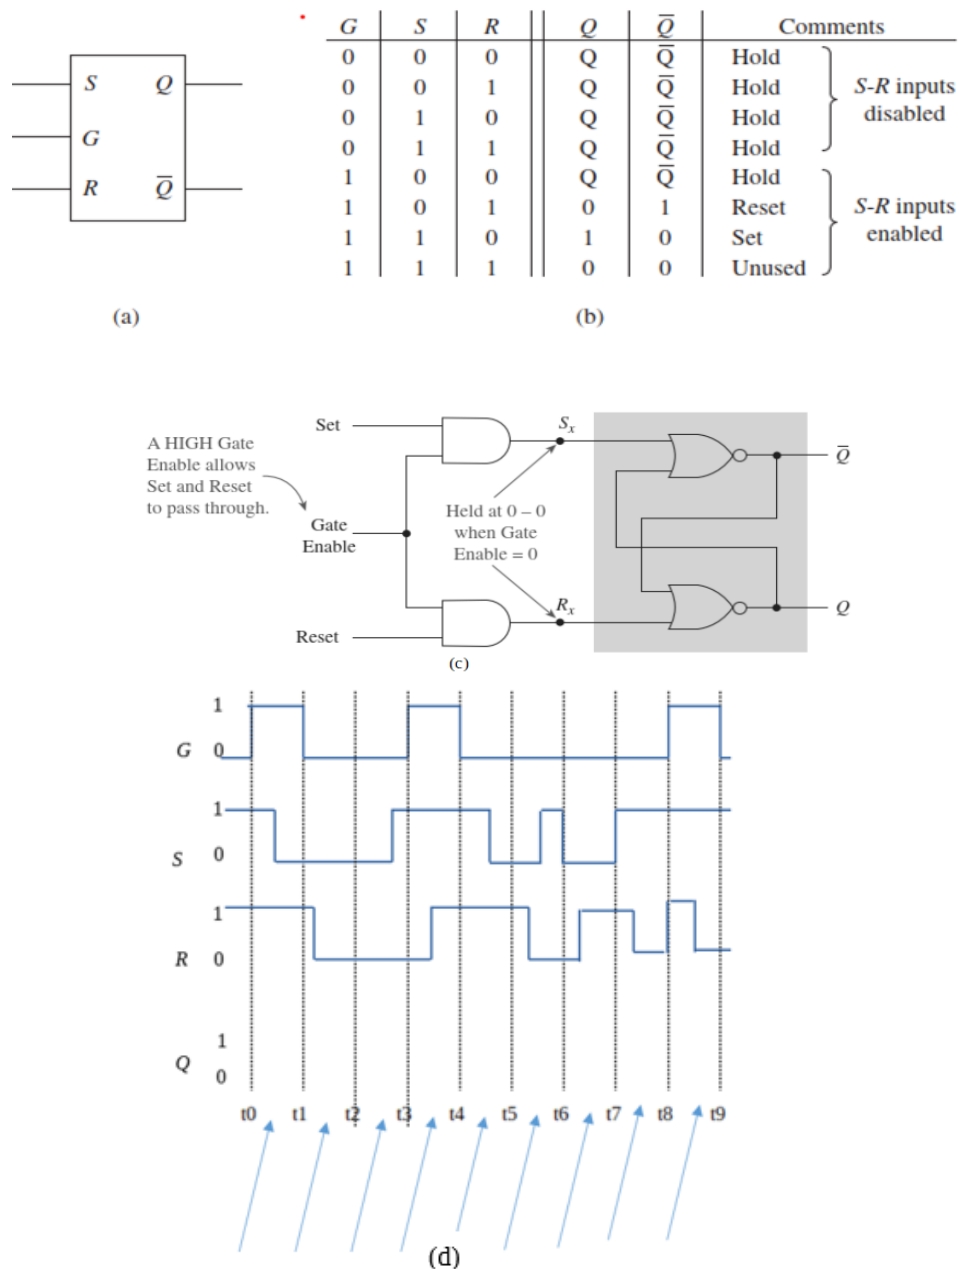 S Q
G
R Q̅
(a)
G S R Q Q̅ Comments
0 0 0 Q Q̅ Hold
0 0 1 Q Q̅ Hold
0 1 0 Q Q̅ Hold
0 1 1 Q Q̅ Hold
S-R inputs
disabled
1 0 0 Q Q̅ Hold
1 0 1 0 1 Reset
1 1 0 1 0 Set
1 1 1 0 0 Unused
S-R inputs
enabled
(b)
A HIGH Gate
Enable allows
Set and Reset
to pass through.
Set
Gate
Enable
Reset
Sx
Held at 0 – 0
when Gate
Enable = 0
Rx
Q̅
Q
(c)
1
G 0
1
S 0
1
R 0
1
Q 0
t0 t1 t2 t3 t4 t5 t6 t7 t8 t9
(d)